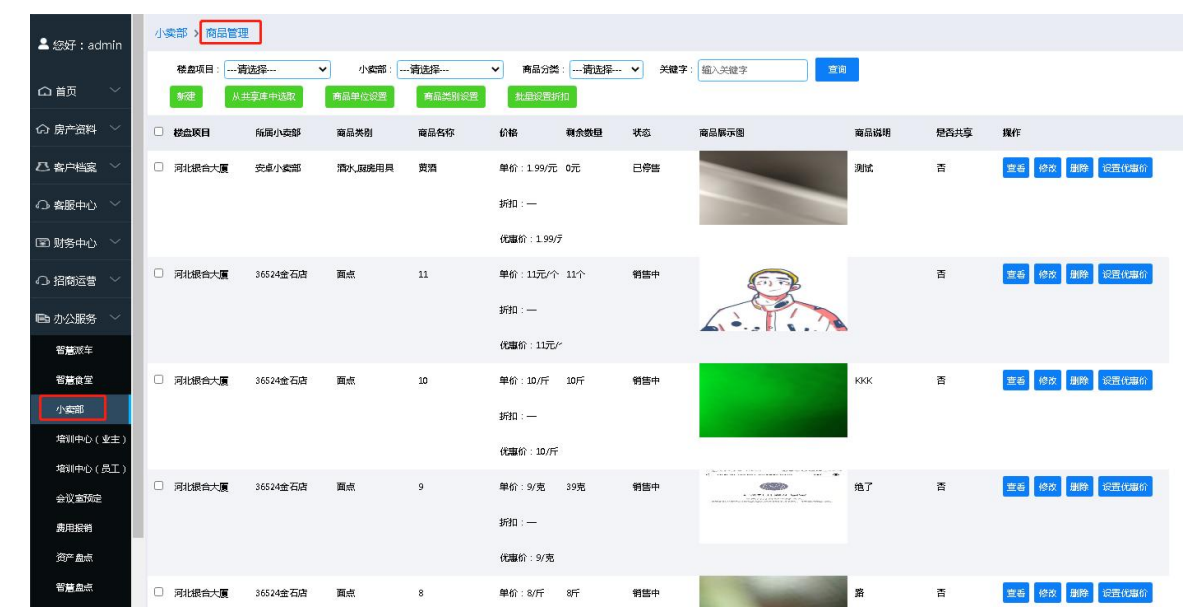 您好：admin
首页
房产资料
客户档案
客服中心
财务中心
招商运营
办公服务
智慧派车
智慧食堂
小卖部
培训中心（业主）
培训中心（员工）
会议室预定
费用报销
资产盘点
智慧盘点
小卖部 > 商品管理
楼盘项目： ---请选择--- 小卖部： ---请选择--- 商品分类： ---请选择--- 关键字： 输入关键字 查询
新建 从共享库中选取 商品单位设置 商品类别设置 批量设置折扣
楼盘项目 所属小卖部 商品类别 商品名称 价格 剩余数量 状态 商品展示图 商品说明 是否共享 操作
河北银合大厦 安卓小卖部 酒水,厨房用具 黄酒 单价：1.99/元 0元 已停售 测试 否 查看 修改 删除 设置优惠价
折扣：—
优惠价：1.99/
河北银合大厦 36524金石店 面点 11 单价：11元/个 11个 销售中 否 查看 修改 删除 设置优惠价
折扣：—
优惠价：11元/
河北银合大厦 36524金石店 面点 10 单价：10/斤 10斤 销售中 KKK 否 查看 修改 删除 设置优惠价
折扣：—
优惠价：10/斤
河北银合大厦 36524金石店 面点 9 单价：9/克 39克 销售中 绝了 否 查看 修改 删除 设置优惠价
折扣：—
优惠价：9/克
河北银合大厦 36524金石店 面点 8 单价：8/斤 8斤 销售中 否 查看 修改 删除 设置优惠价